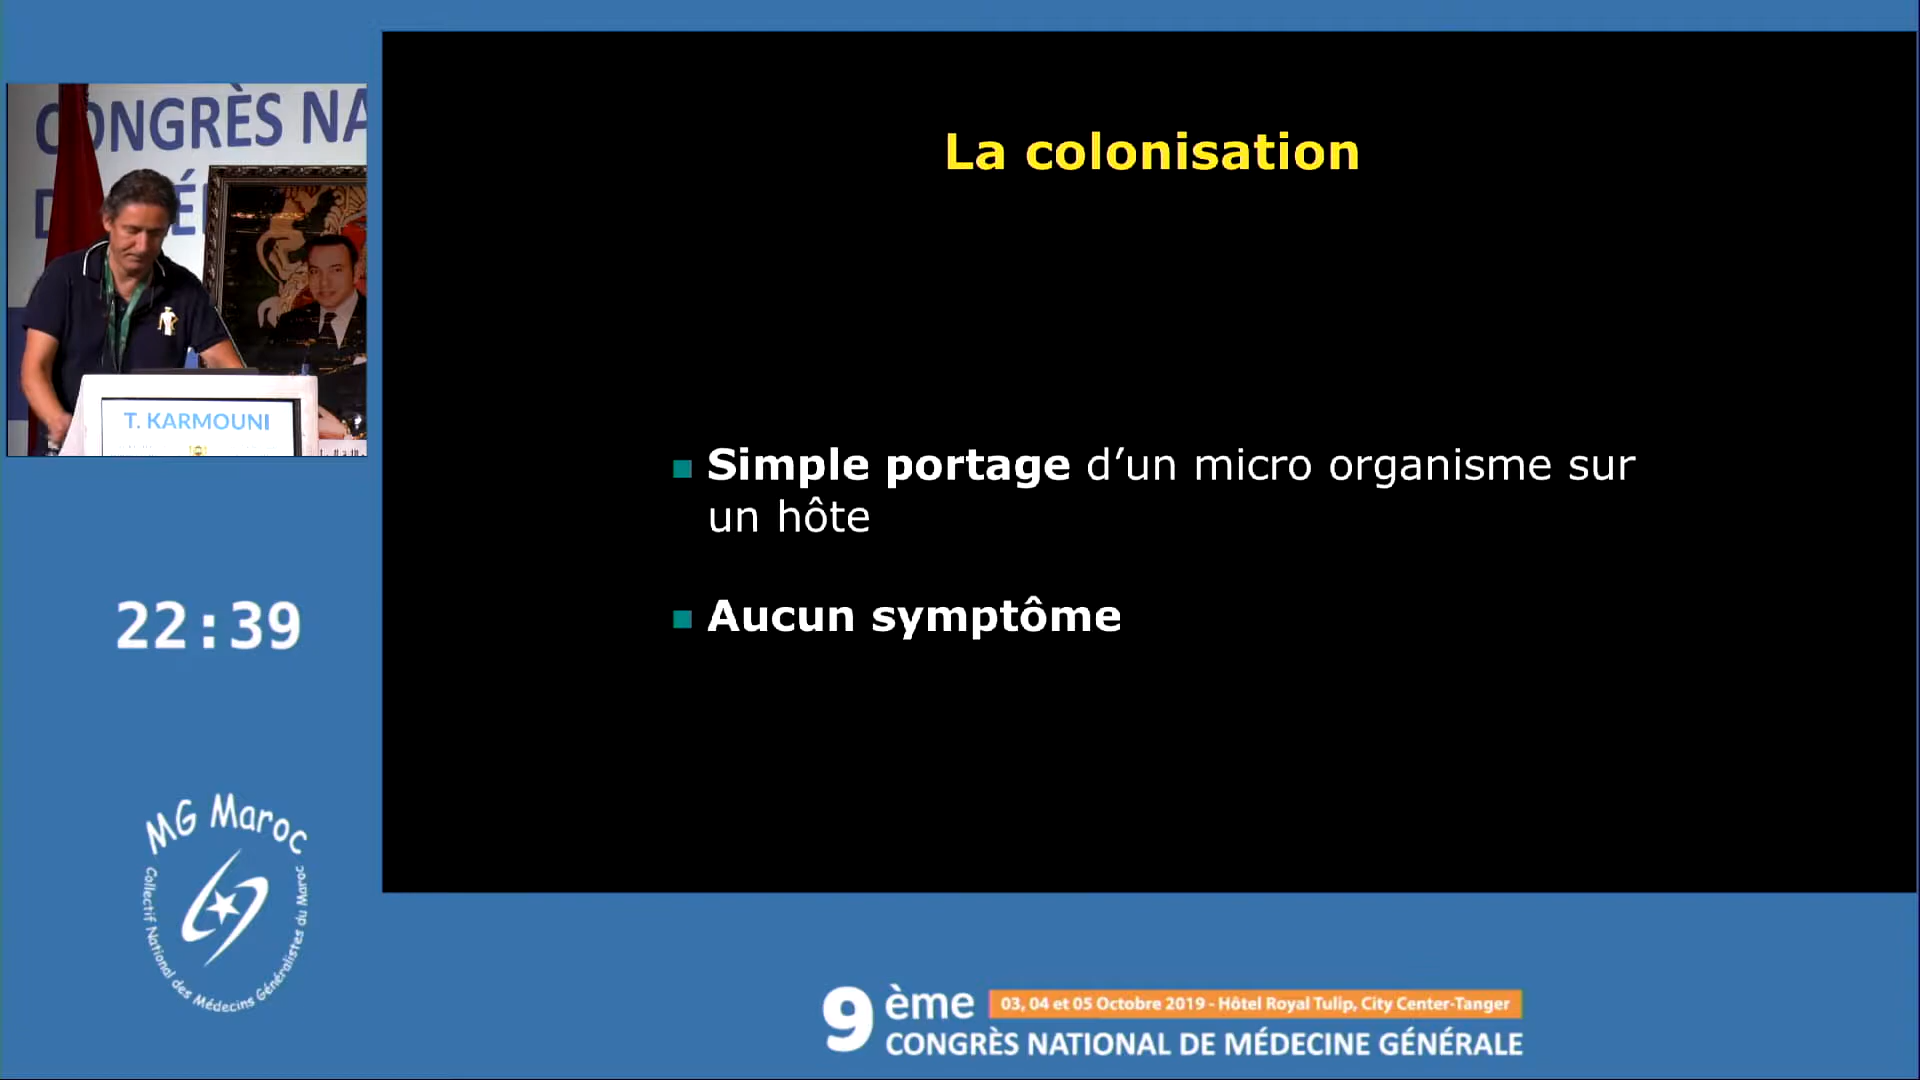 CONGRÈS NA
T. KARMOUNI
La colonisation
Simple portage d’un micro organisme sur
un hôte
Aucun symptôme
22:39
MG Maroc
Collectif National des Médecins Généralistes du Maroc
9 ème
03, 04 et 05 Octobre 2019 - Hôtel Royal Tulip, City Center-Tanger
CONGRÈS NATIONAL DE MÉDECINE GÉNÉRALE